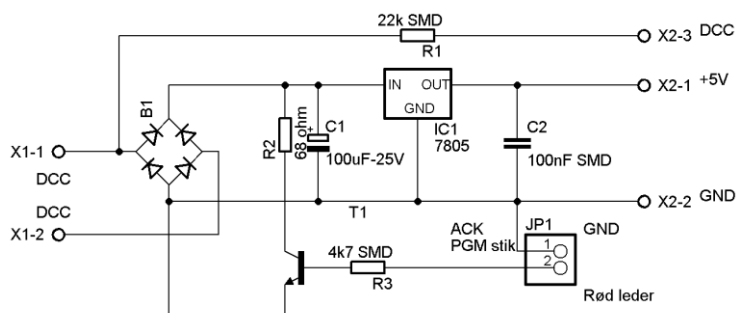 22k SMD
R1
X2-3 DCC
IN OUT
GND
X2-1 +5V
B1
IC1
7805
R2
68 ohm
+
C1
100uF-25V
C2
100nF SMD
X1-1
DCC
DCC
X1-2
T1
X2-2 GND
ACK
PGM stik
JP1
GND
1
2
4k7 SMD
R3
Rød leder